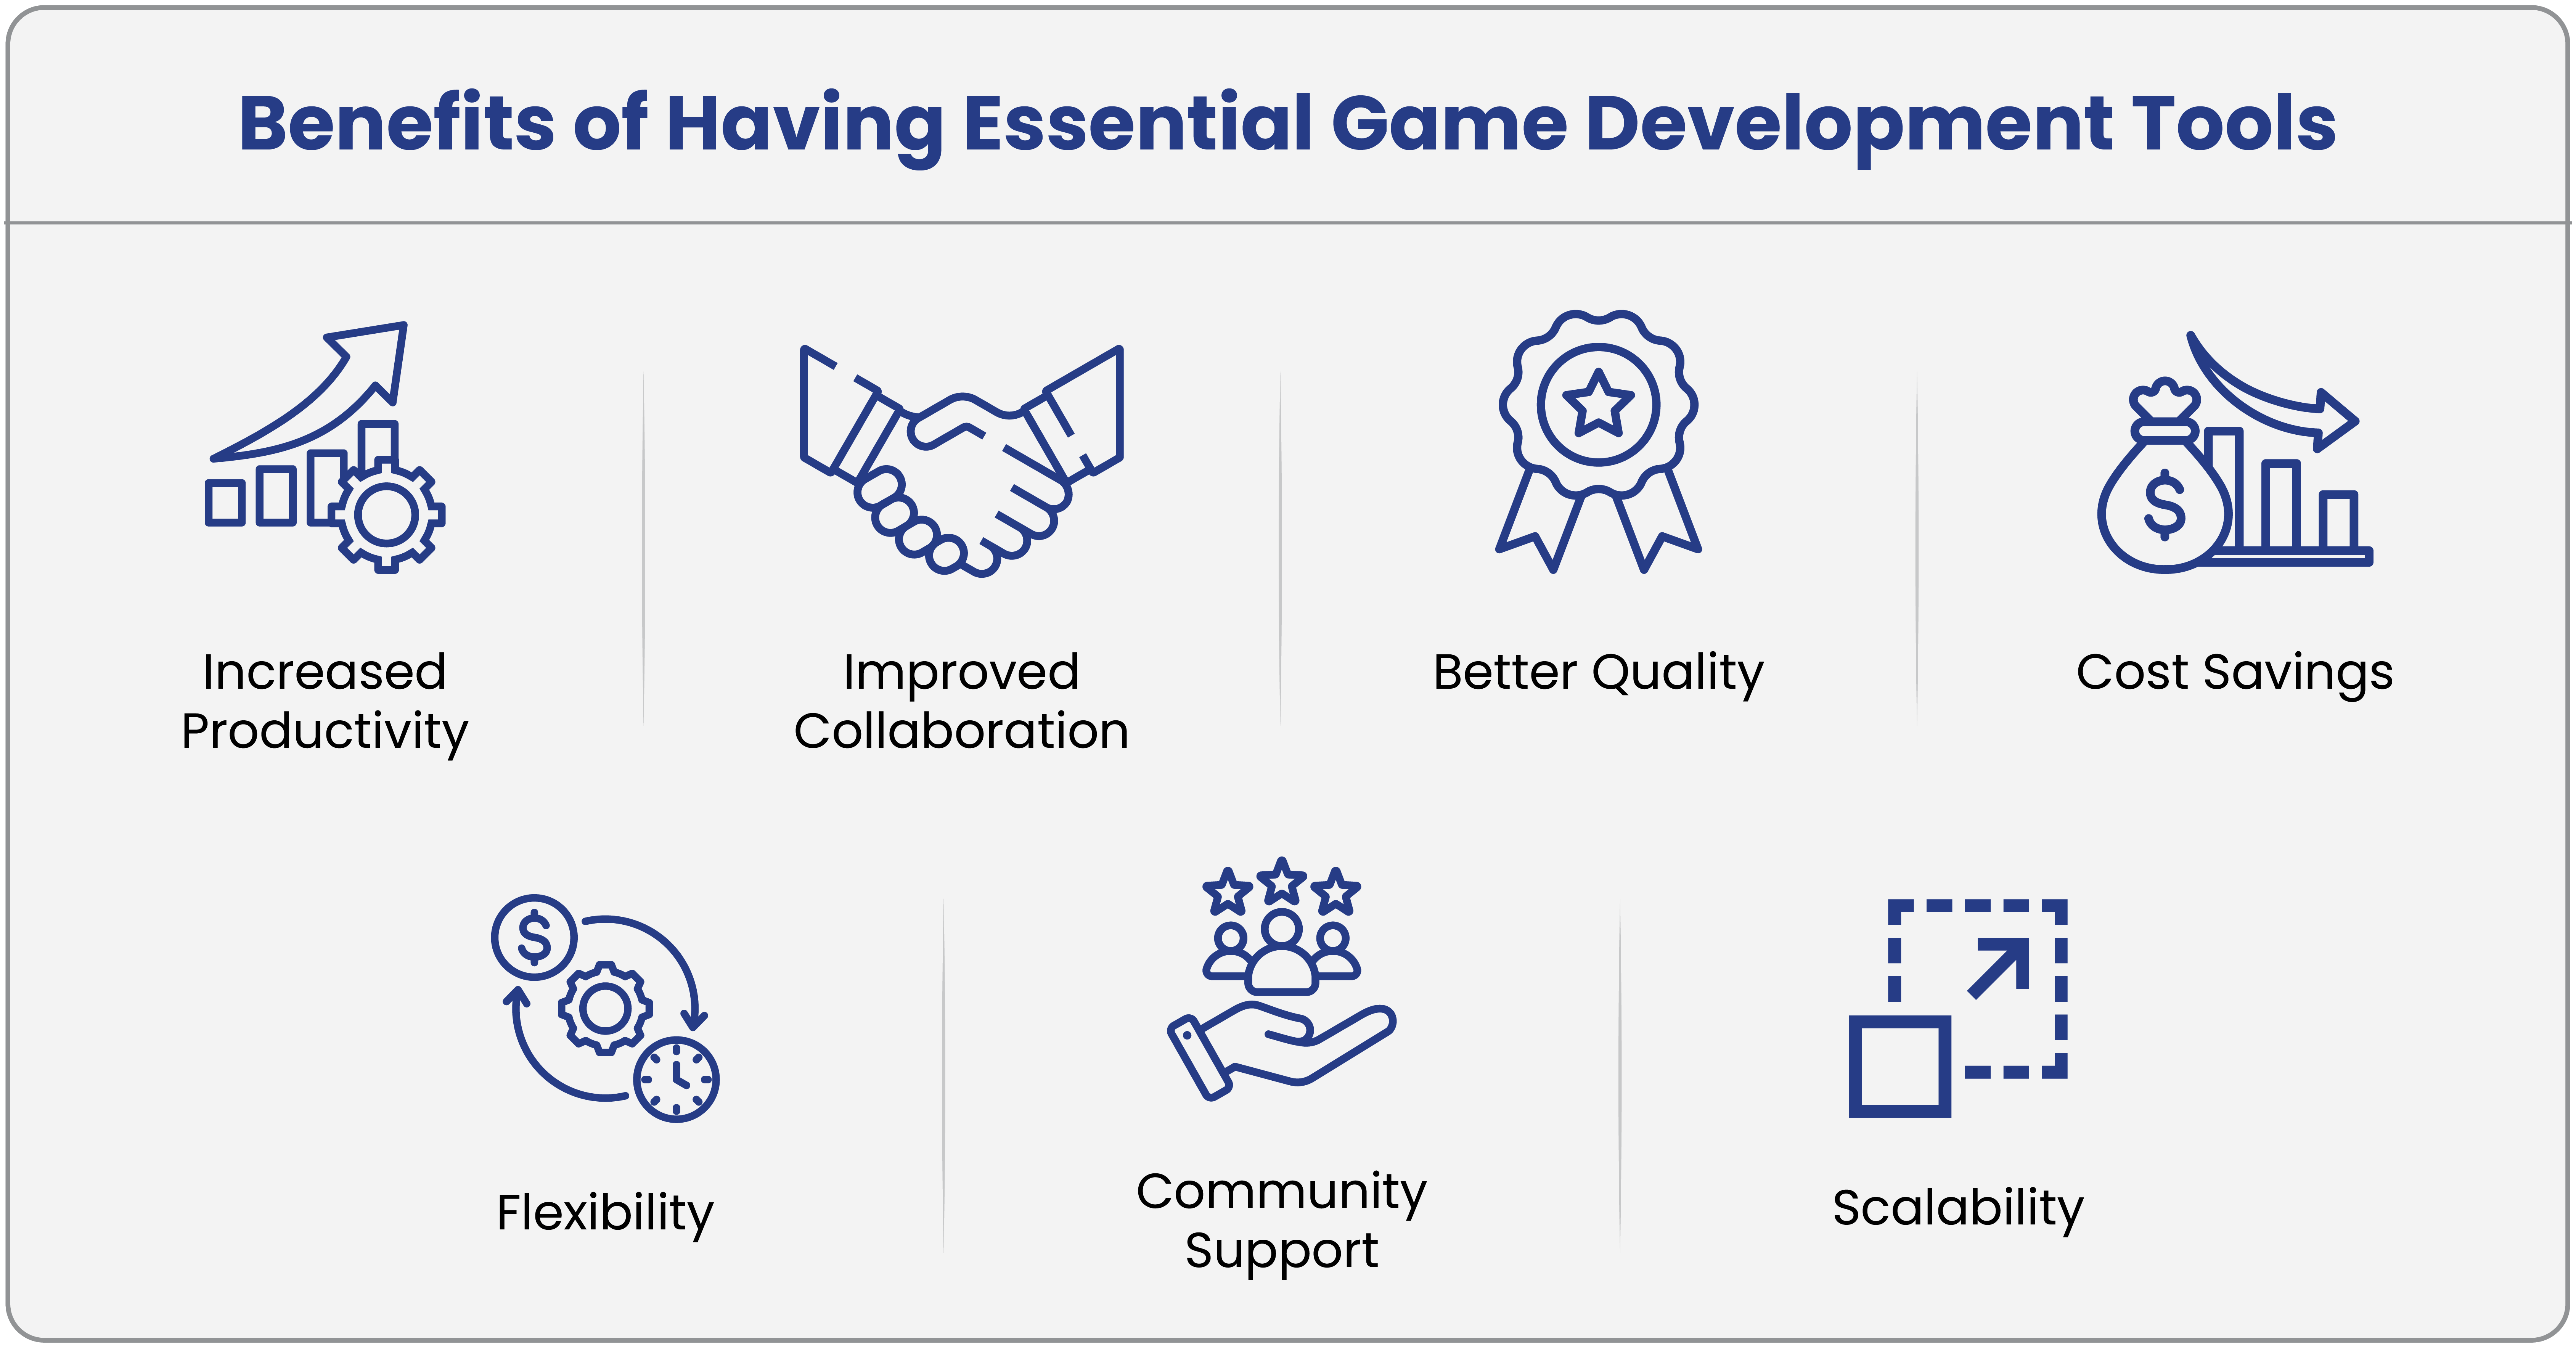 Benefits of Having Essential Game Development Tools
Increased
Productivity
Improved
Collaboration
Better Quality
$
Cost Savings
$
Flexibility
Community
Support
Scalability